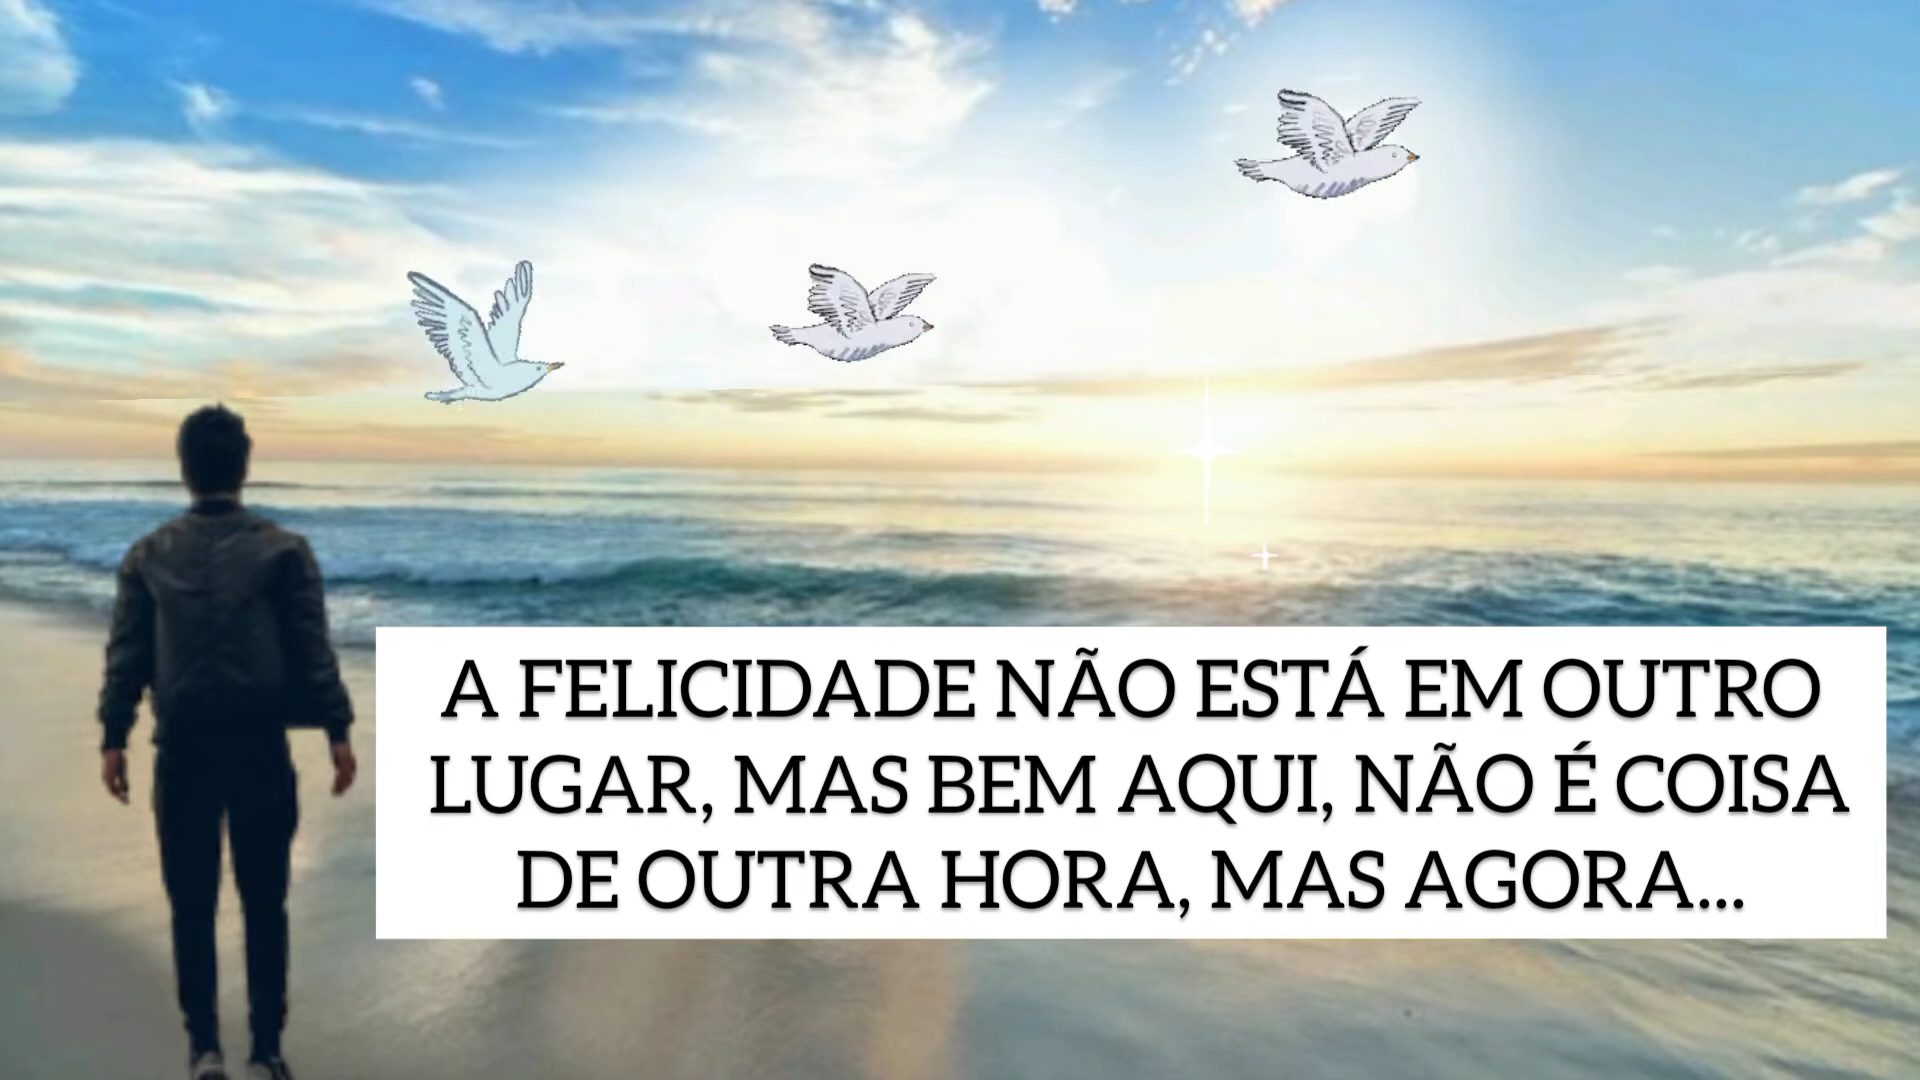 A FELICIDADE NÃO ESTÁ EM OUTRO
LUGAR, MAS BEM AQUI, NÃO É COISA
DE OUTRA HORA, MAS AGORA...